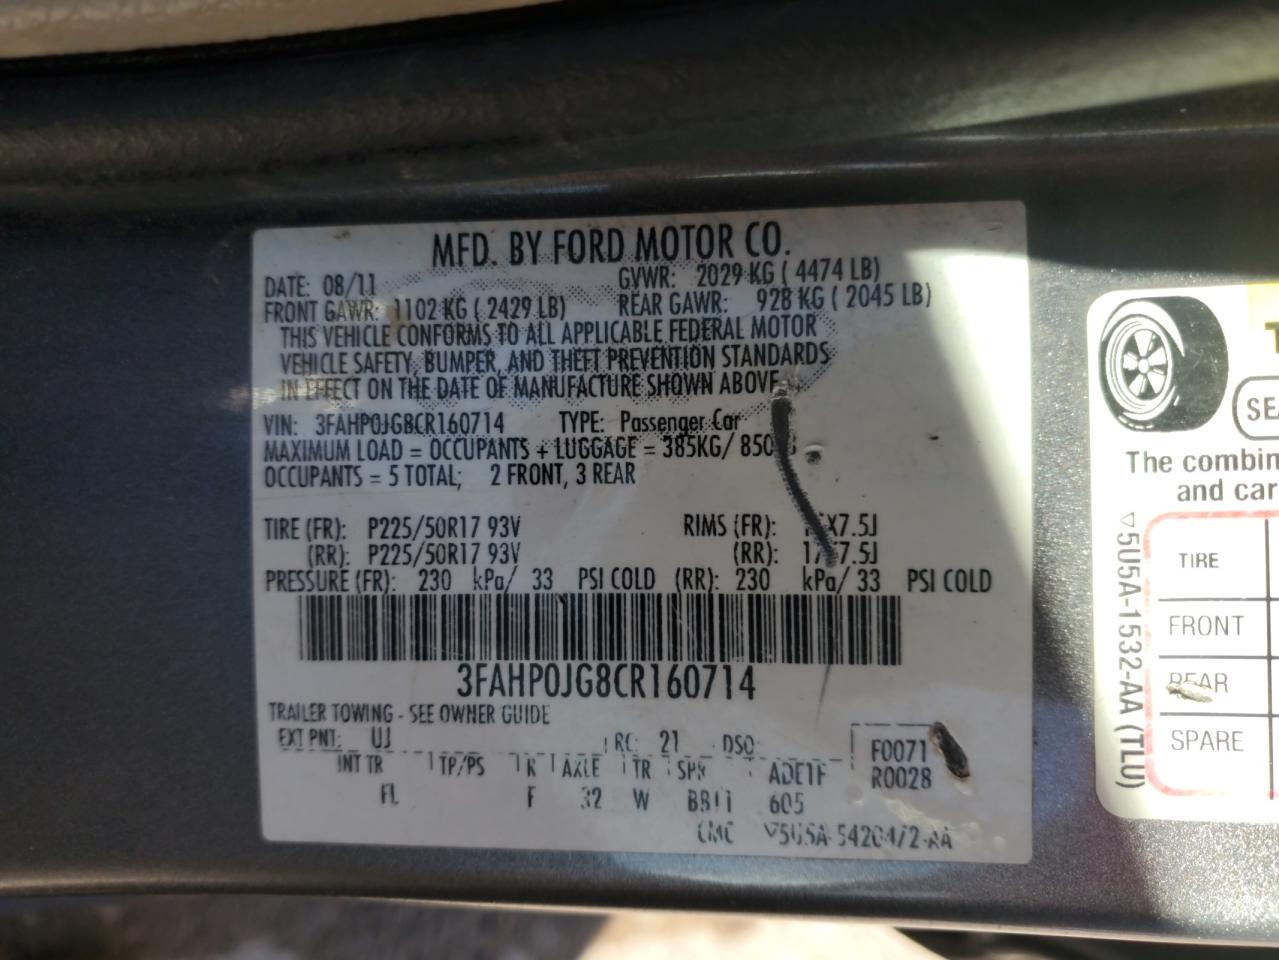 MFD. BY FORD MOTOR CO.
DATE: 08/11 GVWR: 2029 KG ( 4474 LB)
FRONT GAWR: 1102 KG ( 2429 LB) REAR GAWR: 928 KG ( 2045 LB)
THIS VEHICLE CONFORMS TO ALL APPLICABLE FEDERAL MOTOR
VEHICLE SAFETY, BUMPER, AND THEFT PREVENTION STANDARDS
IN EFFECT ON THE DATE OF MANUFACTURE SHOWN ABOVE
VIN: 3FAHP0JG8CR160714 TYPE: Passenger Car
MAXIMUM LOAD = OCCUPANTS + LUGGAGE = 385KG/
OCCUPANTS = 5 TOTAL; 2 FRONT, 3 REAR
TIRE (FR): P225/50R17 93V RIMS (FR):
(RR): P225/50R17 93V (RR):
PRESSURE (FR): 230 kPa/ 33 PSI COLD (RR): 230 kPa/ 33 PSI COLD
3FAHP0JG8CR160714
TRAILER TOWING - SEE OWNER GUIDE
EXT PNT: UJ RC: 21 DSO: F0071
INT TR TP/PS R AXLE TR SPR ADE1F R0028
FL F 32 W 605
The combin
and car
TIRE
FRONT
REAR
SPARE
▽5U5A-1532-AA (TLU)